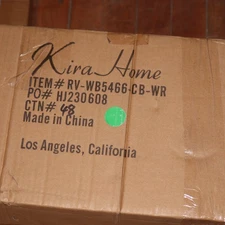 Kira Home
ITEM# RV-WB5466-CB-WR
PO# HJ230608
CTN# 48
Made in China
Los Angeles, California